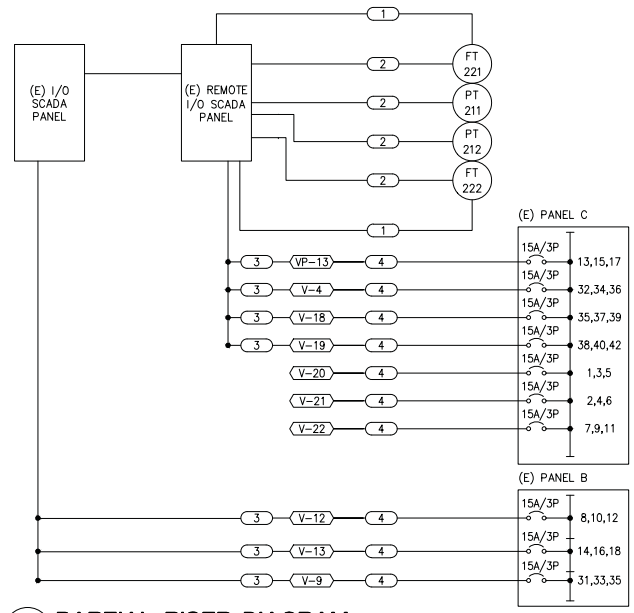 1
2
FT
221
(E) I/O
SCADA
PANEL
(E) REMOTE
I/O SCADA
PANEL
2
PT
211
2
PT
212
2
FT
222
1
(E) PANEL C
3 VP-13 4 15A/3P 13,15,17
3 V-4 4 15A/3P 32,34,36
3 V-18 4 15A/3P 35,37,39
3 V-19 4 15A/3P 38,40,42
V-20 4 15A/3P 1,3,5
V-21 4 15A/3P 2,4,6
V-22 4 15A/3P 7,9,11
(E) PANEL B
3 V-12 4 15A/3P 8,10,12
3 V-13 4 15A/3P 14,16,18
3 V-9 4 15A/3P 31,33,35
PARTIAL RISER DIAGRAM